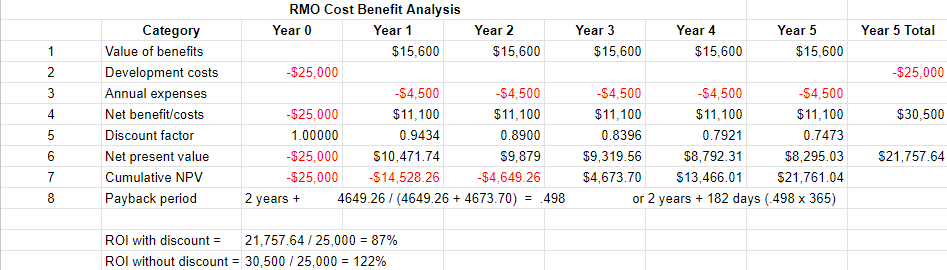 RMO Cost Benefit Analysis
Category Year 0 Year 1 Year 2 Year 3 Year 4 Year 5 Year 5 Total
1 Value of benefits $15,600 $15,600 $15,600 $15,600 $15,600
2 Development costs -$25,000 -$25,000
3 Annual expenses -$4,500 -$4,500 -$4,500 -$4,500 -$4,500
4 Net benefit/costs -$25,000 $11,100 $11,100 $11,100 $11,100 $11,100 $30,500
5 Discount factor 1.00000 0.9434 0.8900 0.8396 0.7921 0.7473
6 Net present value -$25,000 $10,471.74 $9,879 $9,319.56 $8,792.31 $8,295.03 $21,757.64
7 Cumulative NPV -$25,000 -$14,528.26 -$4,649.26 $4,673.70 $13,466.01 $21,761.04
8 Payback period 2 years + 4649.26 / (4649.26 + 4673.70) = .498 or 2 years + 182 days (.498 x 365)
ROI with discount = 21,757.64 / 25,000 = 87%
ROI without discount = 30,500 / 25,000 = 122%